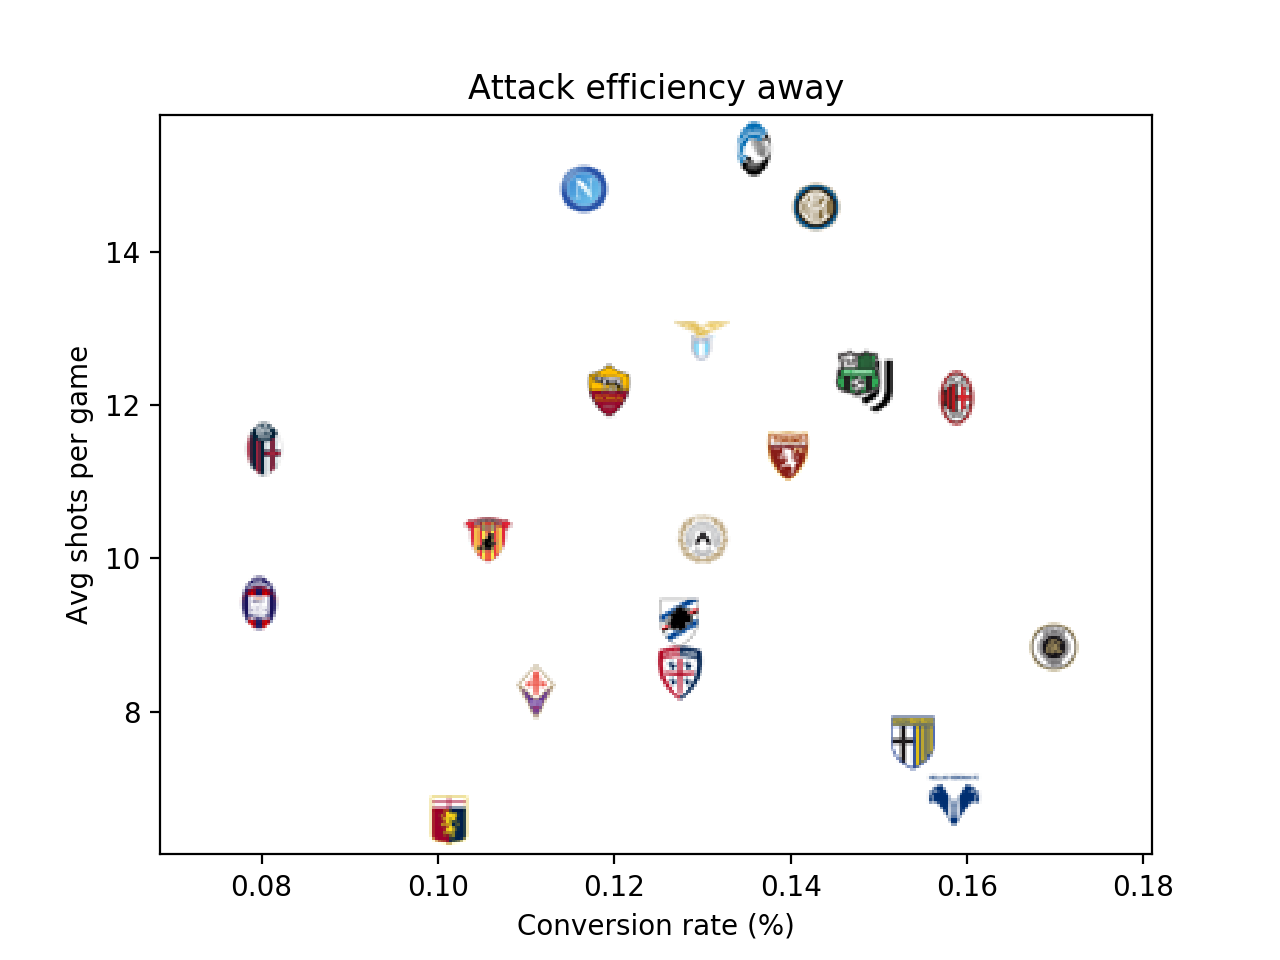 Attack efficiency away
Avg shots per game
14
12
10
8
N
TORINO
0.08
0.10
0.12
0.14
0.16
0.18
Conversion rate (%)